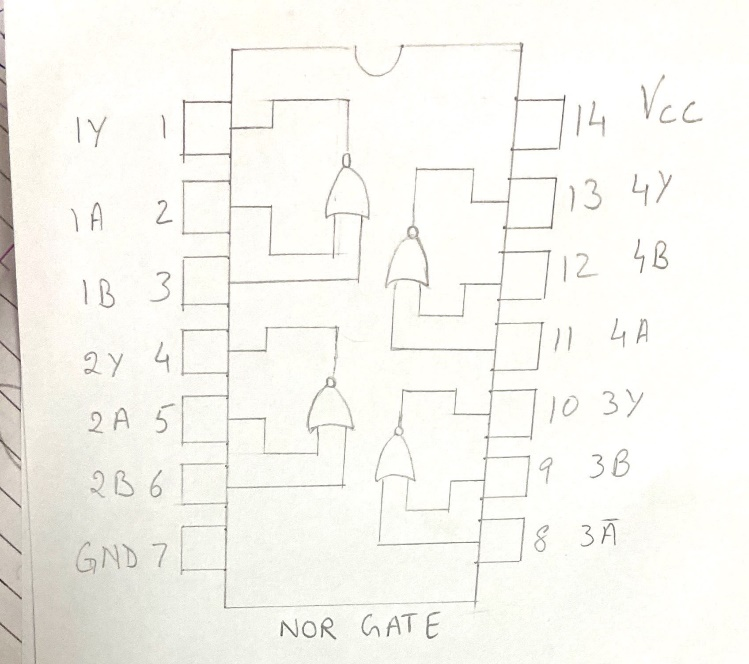 1Y 1
1A 2
1B 3
2Y 4
2A 5
2B 6
GND 7
14 Vcc
13 4Y
12 4B
11 4A
10 3Y
9 3B
8 3Ā
NOR GATE